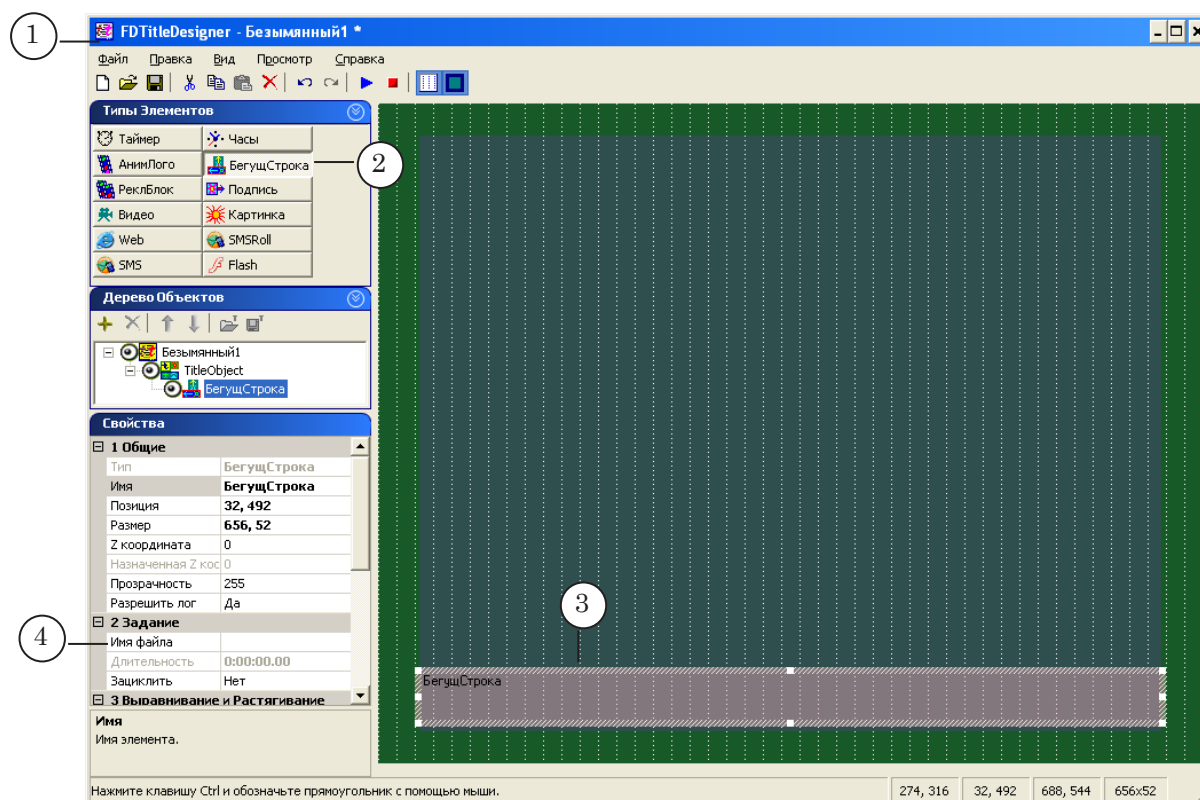 1
FDTitleDesigner - Безымянный1 *
Файл Правка Вид Просмотр Справка
Типы Элементов
Таймер Часы
АнимЛого БегущСтрока
2
РеклБлок Подпись
Видео Картинка
Web SMSRoll
SMS Flash
Дерево Объектов
Безымянный1
TitleObject
БегущСтрока
Свойства
1 Общие
Тип БегущСтрока
Имя БегущСтрока
Позиция 32, 492
Размер 656, 52
Z координата 0
Назначенная Z кос 0
Прозрачность 255
Разрешить лог Да
2 Задание
4
Имя файла
Длительность 0:00:00.00
Зациклить Нет
3 Выравнивание и Растягивание
3
БегущСтрока
Имя
Имя элемента.
Нажмите клавишу Ctrl и обозначьте прямоугольник с помощью мыши. 274, 316 32, 492 688, 544 656x52